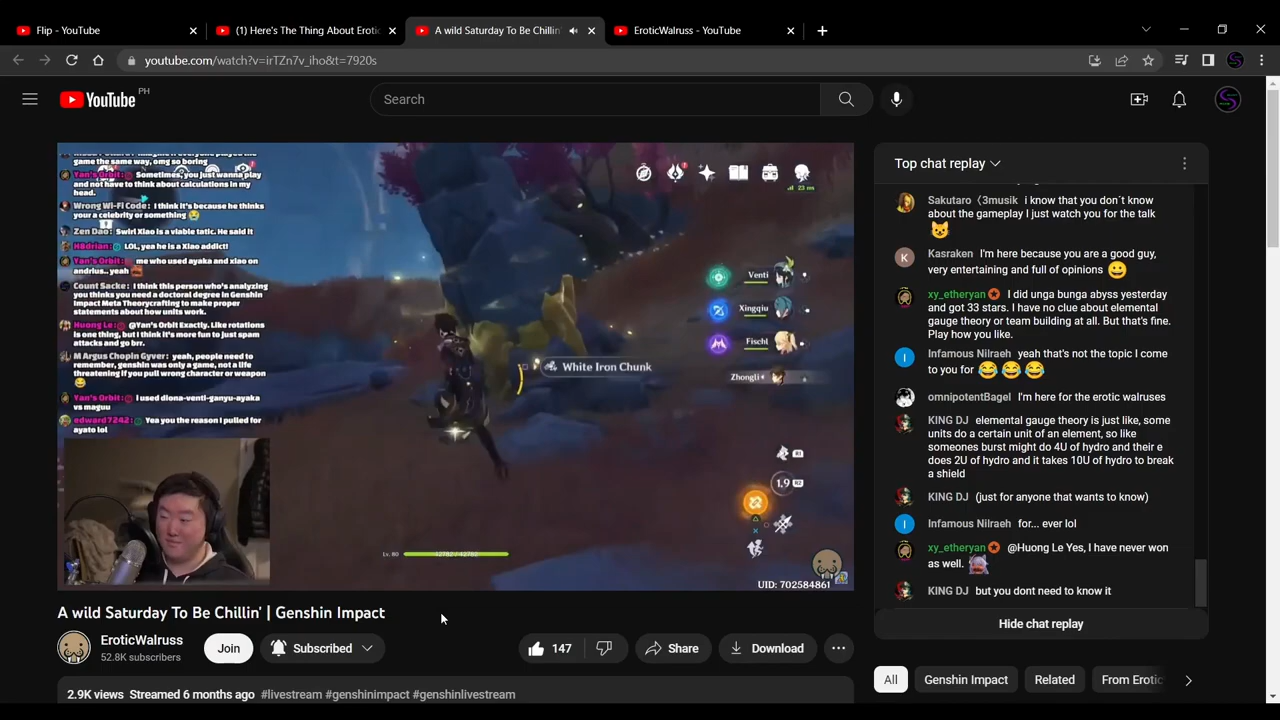 Flip - YouTube
(1) Here's The Thing About Erotic
A wild Saturday To Be Chillin'
EroticWalruss - YouTube
youtube.com/watch?v=irTZn7v_iho&t=7920s
YouTube
PH
Search
game the same way, omg so boring
Yan's Orbit: Sometimes, you just wanna play
and not have to think about calculations in my
head.
Wrong Wi-Fi Code: I think it's because he thinks
your a celebrity or something
Zen Dao: Swirl Xiao is a viable tatic. He said it
H8drian: LOL, yea he is a Xiao addict!
Yan's Orbit: me who used ayaka and xiao on
andrius.. yeah
Count Sacke: I think this person who's analyzing
you thinks you need a doctoral degree in Genshin
Impact Meta Theorycrafting to make proper
statements about how units work.
Huong Le: @Yan's Orbit Exactly. Like rotations
is one thing, but I think it's more fun to just spam
attacks and go brr.
M Argus Chopin Gyver: yeah, people need to
remember, genshin was only a game, not a life
threatening if you pull wrong character or weapon
Yan's Orbit: I used diona-venti-ganyu-ayaka
vs maguu
edward7242: Yea you the reason I pulled for
ayato lol
23 ms
Venti
Xingqiu
Fischl
Zhongli
White Iron Chunk
R1
1.9 R2
Lv. 80
42782 / 42782
UID: 702584861
Top chat replay
Sakutaro《3musik i know that you don´t know
about the gameplay I just watch you for the talk
K
Kasraken I'm here because you are a good guy,
very entertaining and full of opinions
xy_etheryan I did unga bunga abyss yesterday
and got 33 stars. I have no clue about elemental
gauge theory or team building at all. But that's fine.
Play how you like.
I
Infamous Nilraeh yeah that's not the topic I come
to you for
omnipotentBagel I'm here for the erotic walruses
KING DJ elemental gauge theory is just like, some
units do a certain unit of an element, so like
someones burst might do 4U of hydro and their e
does 2U of hydro and it takes 10U of hydro to break
a shield
KING DJ (just for anyone that wants to know)
I
Infamous Nilraeh for... ever lol
xy_etheryan @Huong Le Yes, I have never won
as well.
KING DJ but you dont need to know it
Hide chat replay
A wild Saturday To Be Chillin' | Genshin Impact
EroticWalruss
52.8K subscribers
Join
Subscribed
147
Share
Download
2.9K views Streamed 6 months ago #livestream #genshinimpact #genshinlivestream
All
Genshin Impact
Related
From Erotic